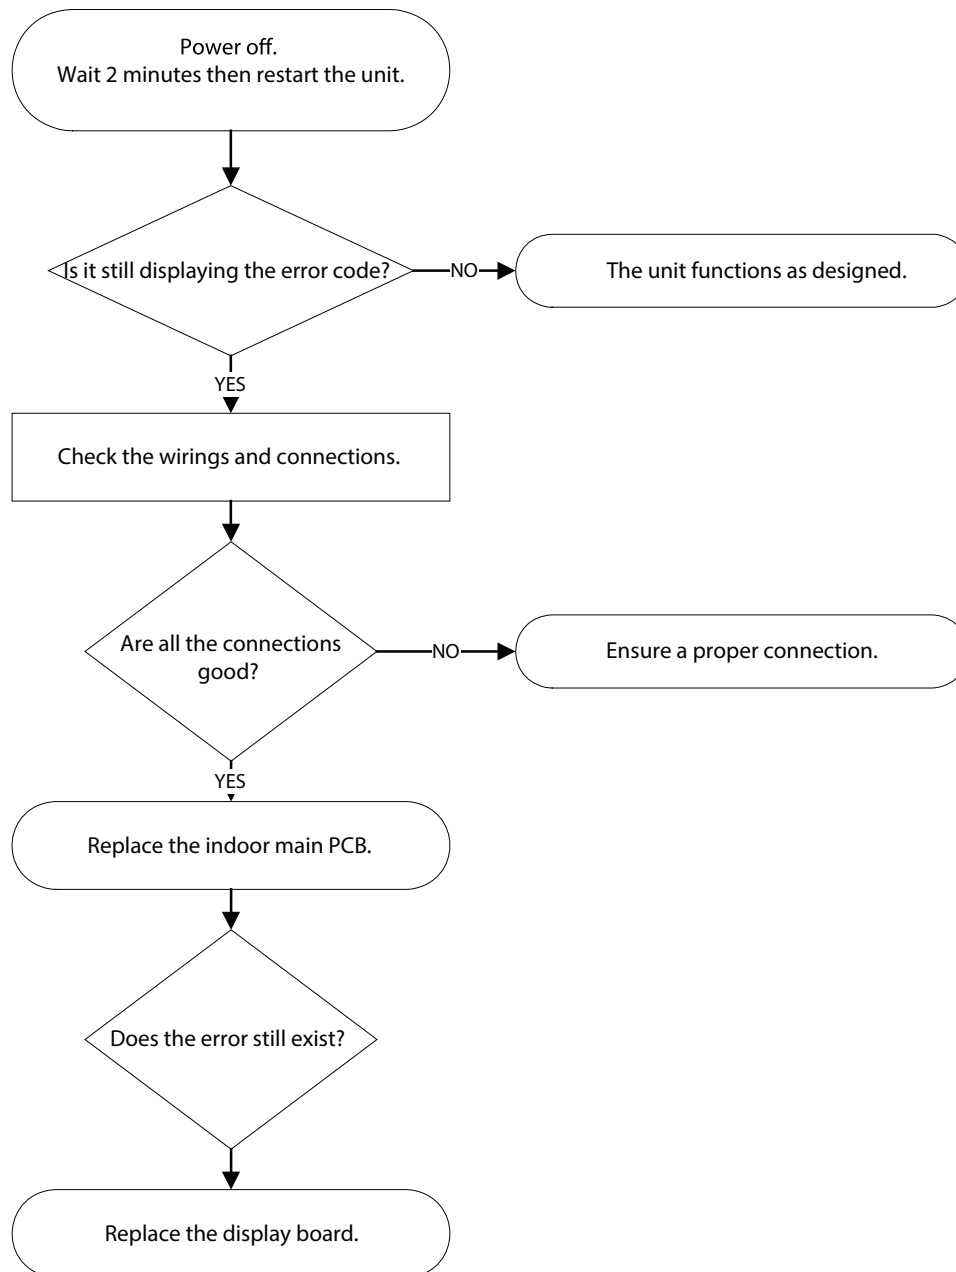 Power off.
Wait 2 minutes then restart the unit.
Is it still displaying the error code?
NO
The unit functions as designed.
YES
Check the wirings and connections.
Are all the connections
good?
NO
Ensure a proper connection.
YES
Replace the indoor main PCB.
Does the error still exist?
Replace the display board.